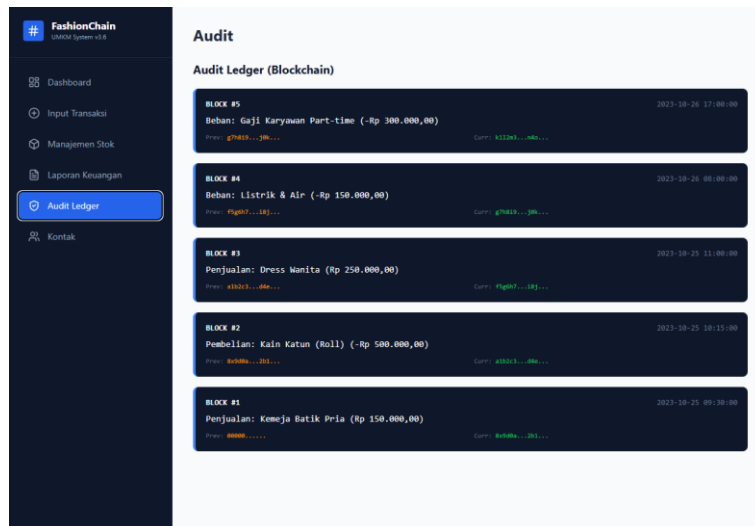 FashionChain
UMKM System v3.8
Dashboard
Input Transaksi
Manajemen Stok
Laporan Keuangan
Audit Ledger
Kontak
Audit
Audit Ledger (Blockchain)
BLOCK #5 2023-10-26 17:00:00
Beban: Gaji Karyawan Part-time (-Rp 300.000,00)
Prev: g7h8i9...j0k... Curr:
BLOCK #4 2023-10-26 08:00:00
Beban: Listrik & Air (-Rp 150.000,00)
Prev: f5g6h7...i8j... Curr: g7h8i9...j0k...
BLOCK #3 2023-10-25 11:00:00
Penjualan: Dress Wanita (Rp 250.000,00)
Prev: a1b2c3...d4e... Curr: f5g6h7...i8j...
BLOCK #2 2023-10-25 10:15:00
Pembelian: Kain Katun (Roll) (-Rp 500.000,00)
Prev: 8x9d0a...2b1... Curr: a1b2c3...d4e...
BLOCK #1 2023-10-25 09:30:00
Penjualan: Kemeja Batik Pria (Rp 150.000,00)
Prev: 00000...... Curr: 8x9d0a...2b1...